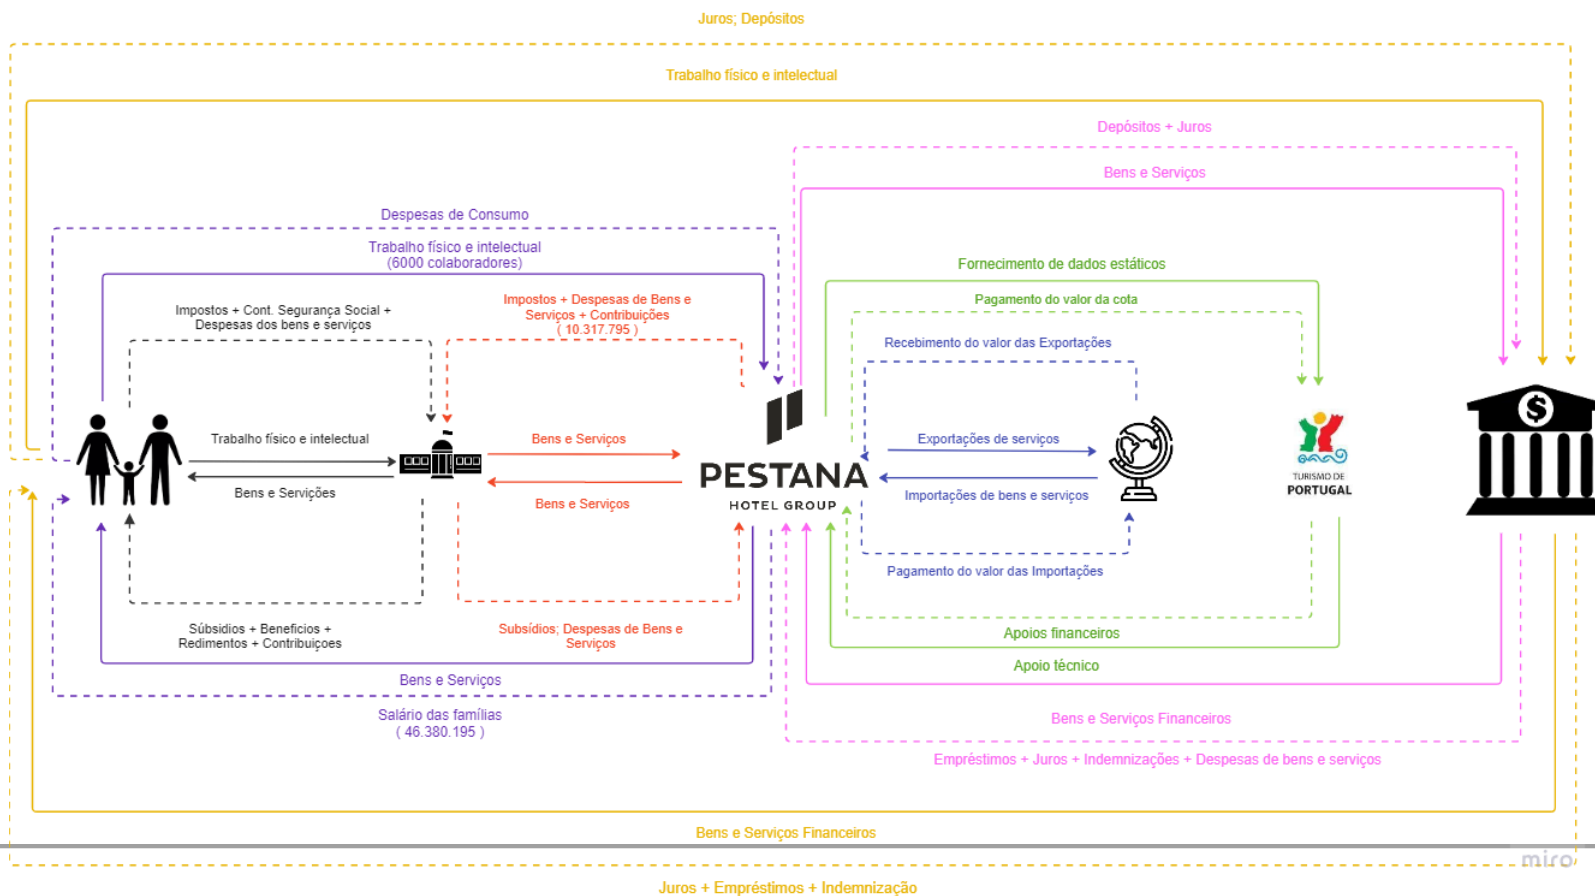 Juros; Depósitos
Trabalho físico e intelectual
Depósitos + Juros
Bens e Serviços
Despesas de Consumo
Trabalho físico e intelectual
(6000 colaboradores)
Fornecimento de dados estáticos
Impostos + Cont. Segurança Social +
Despesas dos bens e serviços
Impostos + Despesas de Bens e
Serviços + Contribuições
( 10.317.795 )
Pagamento do valor da cota
Recebimento do valor das Exportações
Trabalho físico e intelectual
Bens e Servições
Bens e Serviços
Bens e Serviços
PESTANA
HOTEL GROUP
Exportações de serviços
Importações de bens e serviços
TURISMO DE
PORTUGAL
$
Pagamento do valor das Importações
Súbsidios + Beneficios +
Redimentos + Contribuiçoes
Subsídios; Despesas de Bens e
Serviços
Apoios financeiros
Apoio técnico
Bens e Serviços
Salário das famílias
( 46.380.195 )
Bens e Serviços Financeiros
Empréstimos + Juros + Indemnizações + Despesas de bens e serviços
Bens e Serviços Financeiros
miro
Juros + Empréstimos + Indemnização